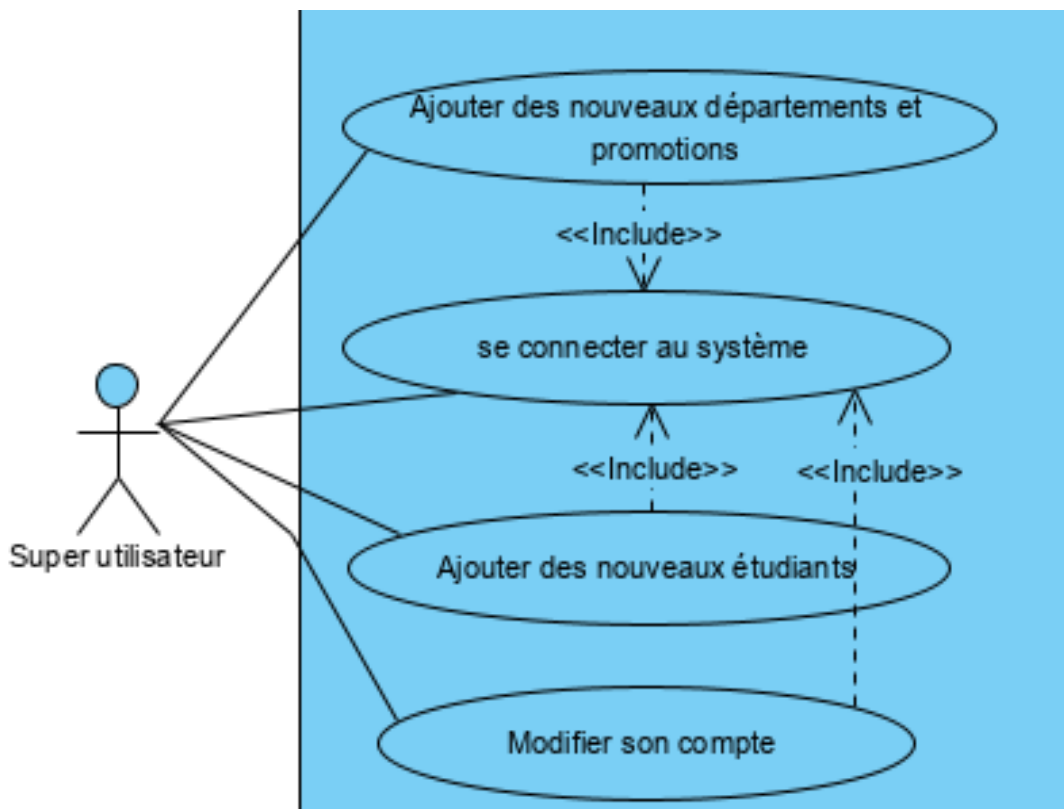 Ajouter des nouveaux départements et
promotions
<<Include>>
se connecter au système
<<Include>>
<<Include>>
Super utilisateur
Ajouter des nouveaux étudiants
Modifier son compte